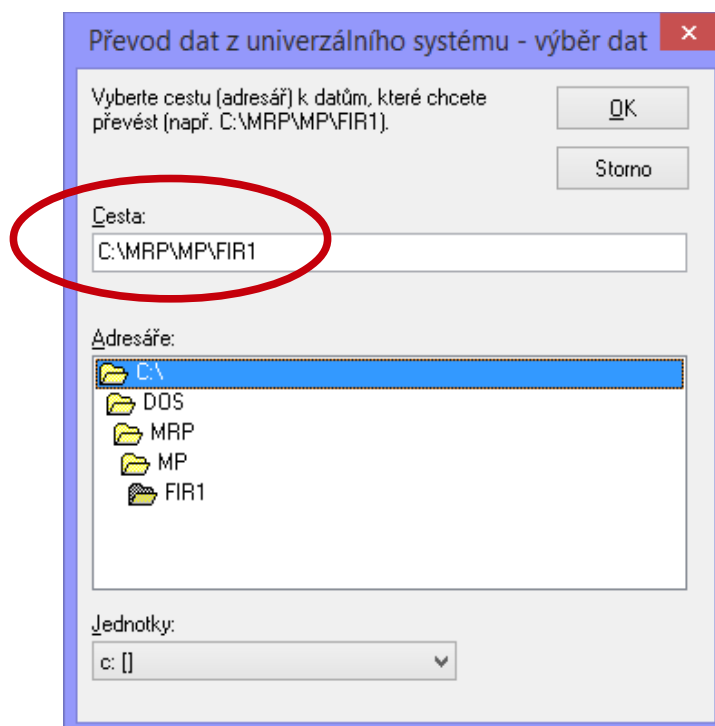 Převod dat z univerzálního systému - výběr dat
Vyberte cestu (adresář) k datům, které chcete
převést (např. C:\MRP\MP\FIR1).
OK
Storno
Cesta:
C:\MRP\MP\FIR1
Adresáře:
C:\
DOS
MRP
MP
FIR1
Jednotky:
c: []